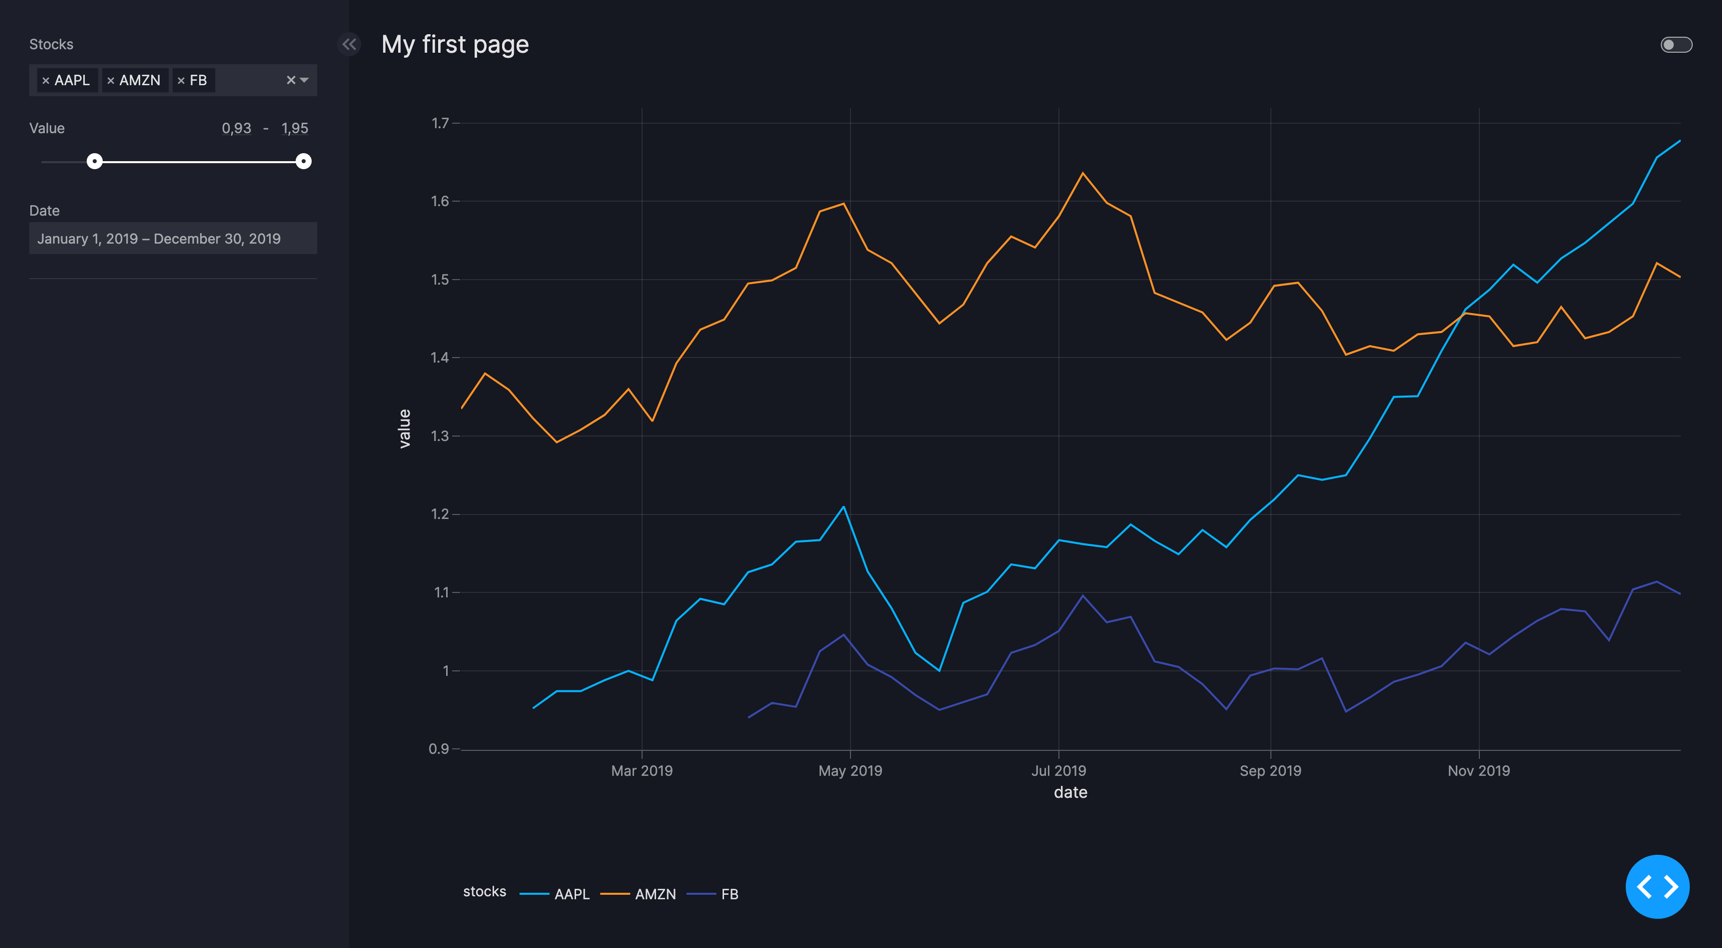 Stocks
× AAPL × AMZN × FB ×
Value 0,93 - 1,95
Date
January 1, 2019 – December 30, 2019
My first page
1.7
1.6
1.5
1.4
1.3
1.2
1.1
1
0.9
value
Mar 2019 May 2019 Jul 2019 Sep 2019 Nov 2019
date
stocks AAPL AMZN FB